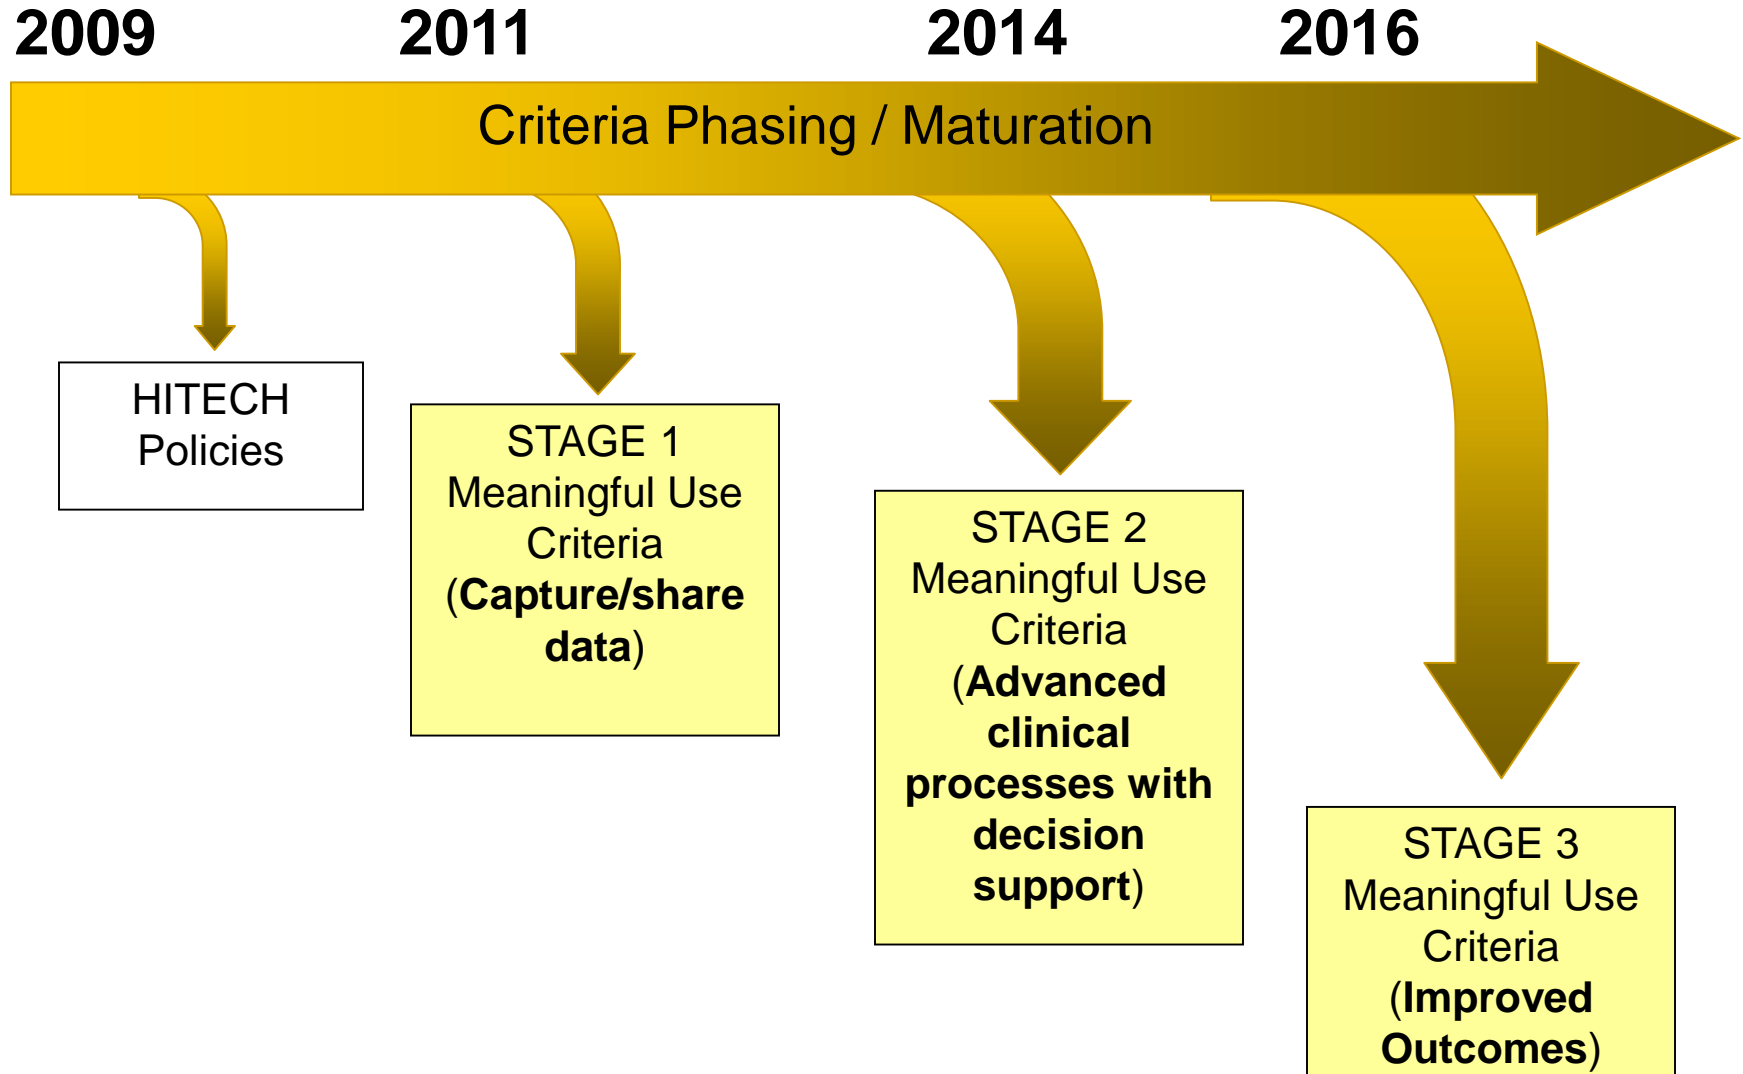 2009 2011 2014 2016
Criteria Phasing / Maturation
HITECH
Policies
STAGE 1
Meaningful Use
Criteria
(Capture/share
data)
STAGE 2
Meaningful Use
Criteria
(Advanced
clinical
processes with
decision
support)
STAGE 3
Meaningful Use
Criteria
(Improved
Outcomes)